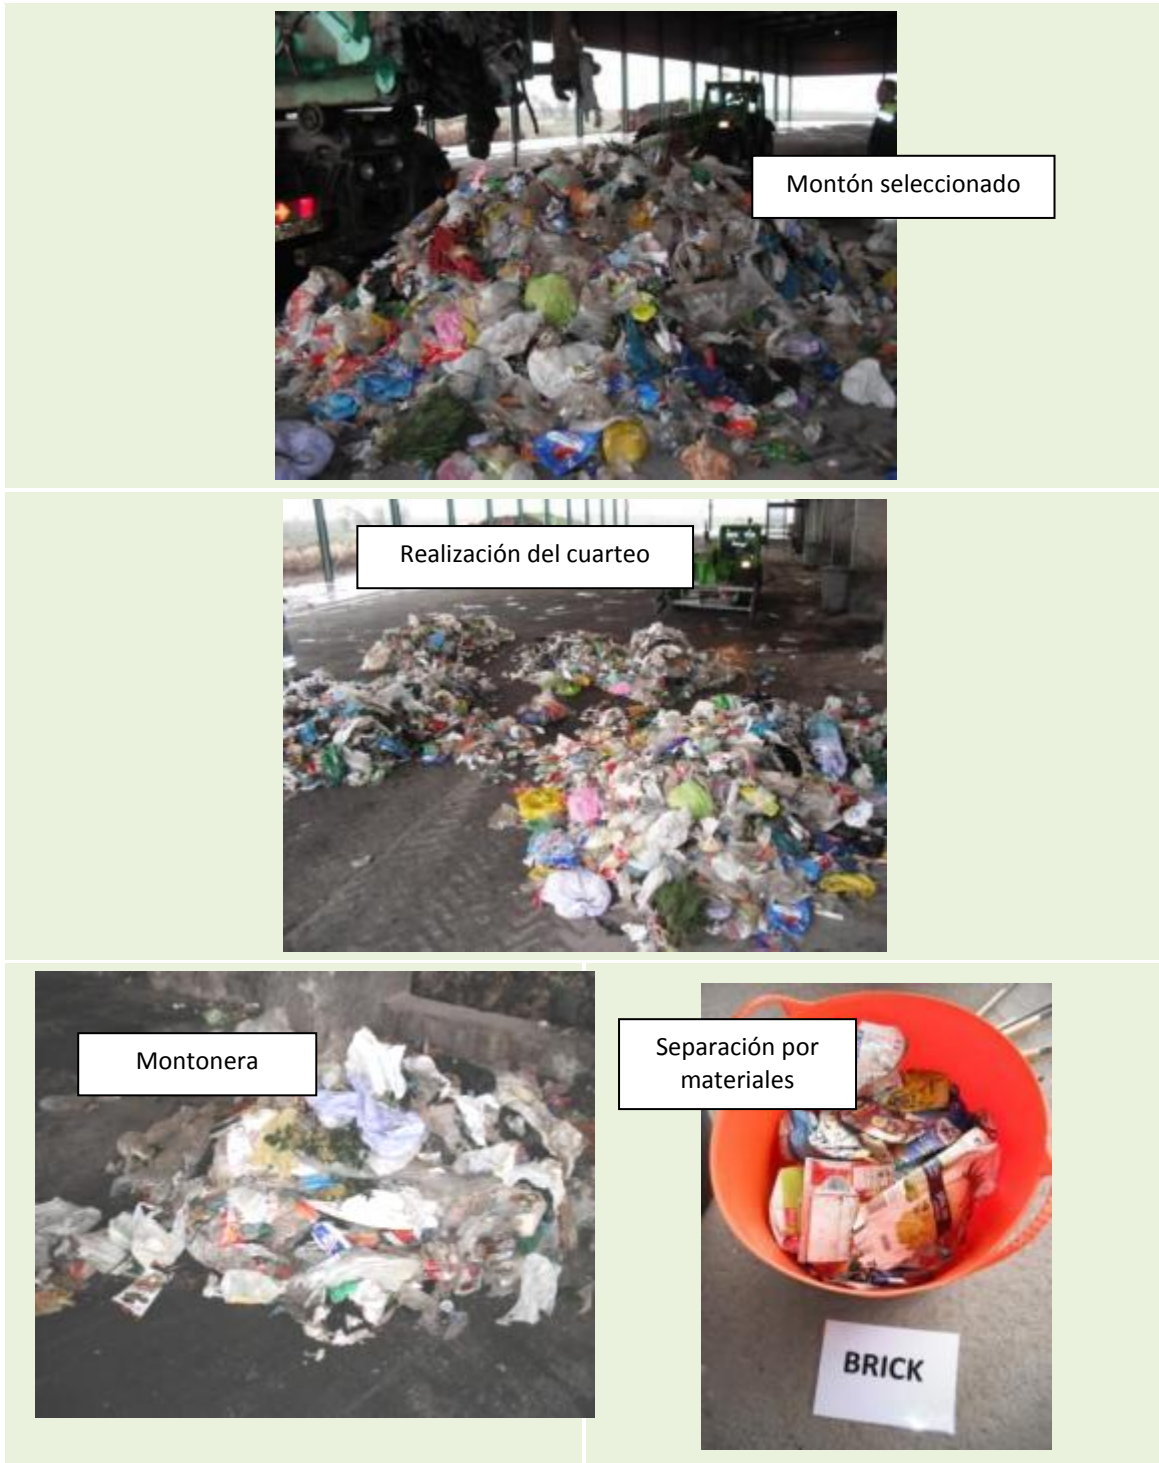 Montón seleccionado
Realización del cuarteo
Montonera
Separación por
materiales
BRICK